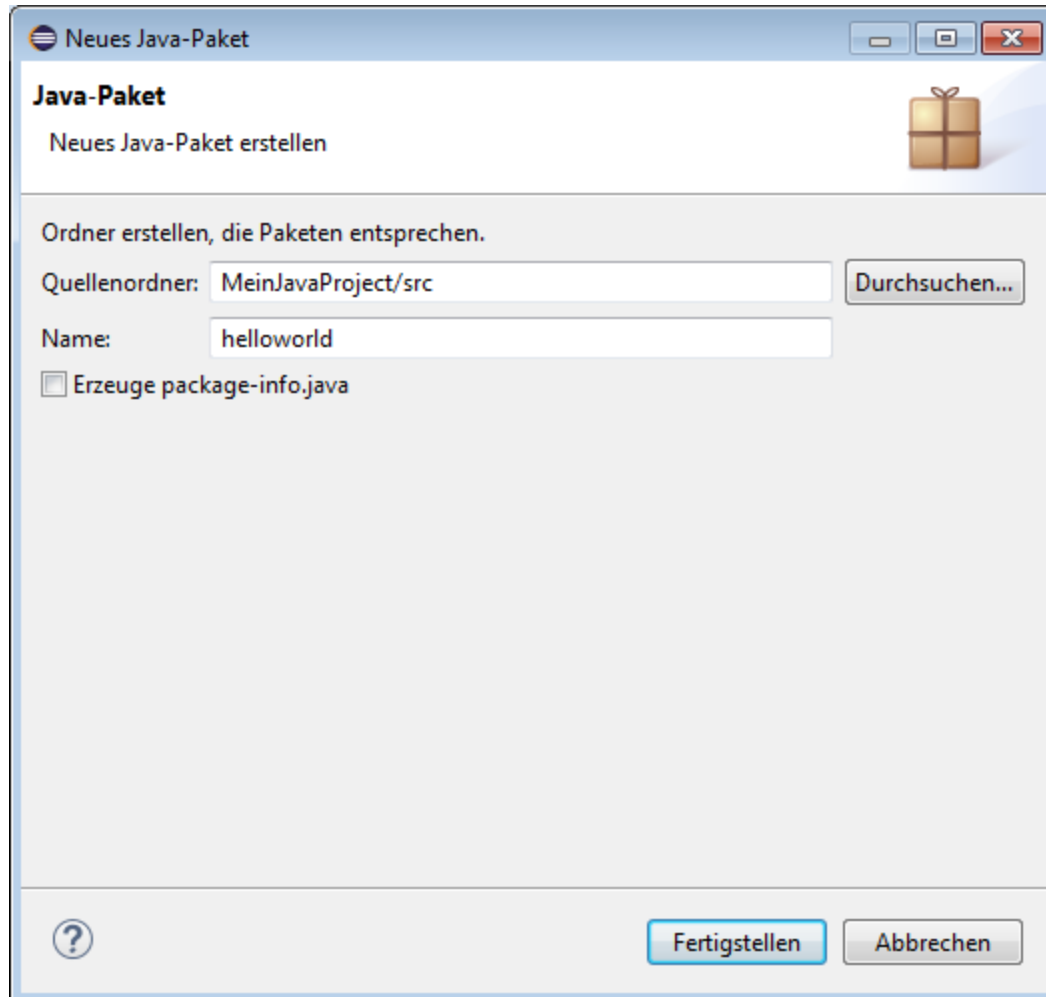 Neues Java-Paket
Java-Paket
Neues Java-Paket erstellen
Ordner erstellen, die Paketen entsprechen.
Quellenordner: MeinJavaProject/src Durchsuchen...
Name: helloworld
Erzeuge package-info.java
? Fertigstellen Abbrechen